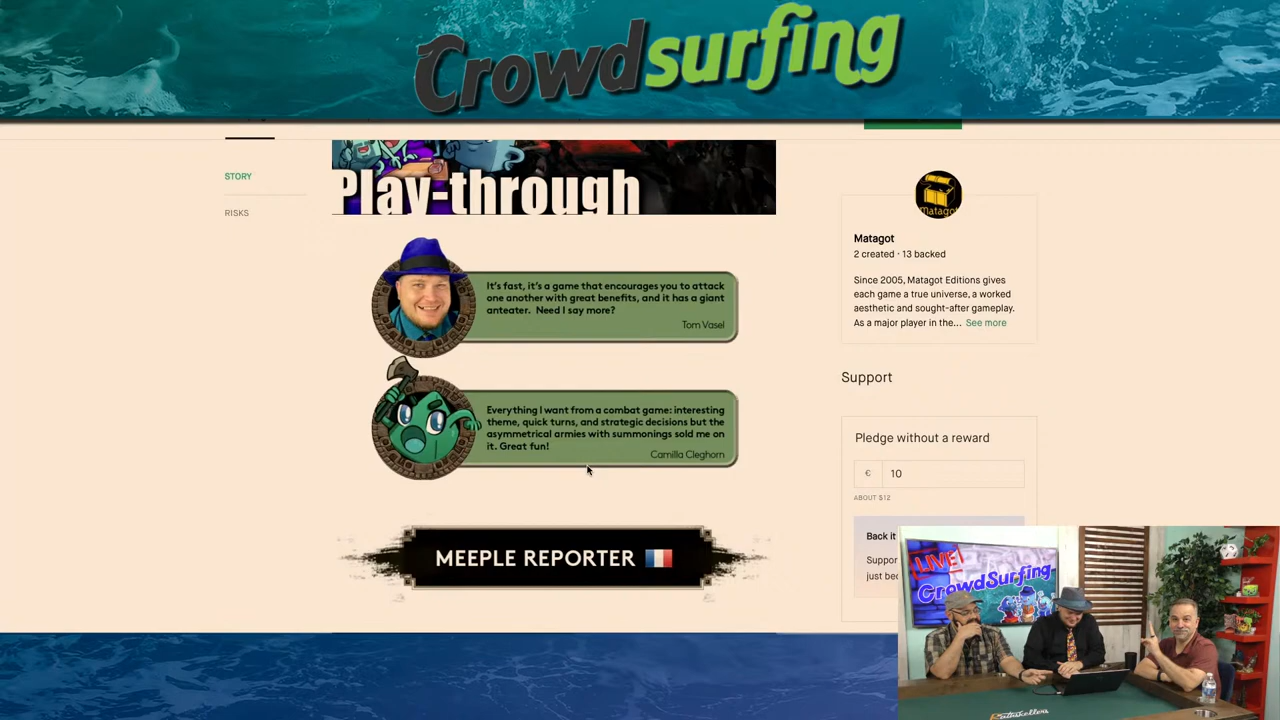 Crowdsurfing
Play-through
STORY
RISKS
It's fast, it's a game that encourages you to attack
one another with great benefits, and it has a giant
anteater. Need I say more?
Tom Vasel
Everything I want from a combat game: interesting
theme, quick turns, and strategic decisions but the
asymmetrical armies with summonings sold me on
it. Great fun!
Camilla Cleghorn
MEEPLE REPORTER
Matagot
Matagot
2 created · 13 backed
Since 2005, Matagot Editions gives
each game a true universe, a worked
aesthetic and sought-after gameplay.
As a major player in the... See more
Support
Pledge without a reward
€ 10
ABOUT $12
Back it
Suppor
just bec
LIVE!
CrowdSurfing